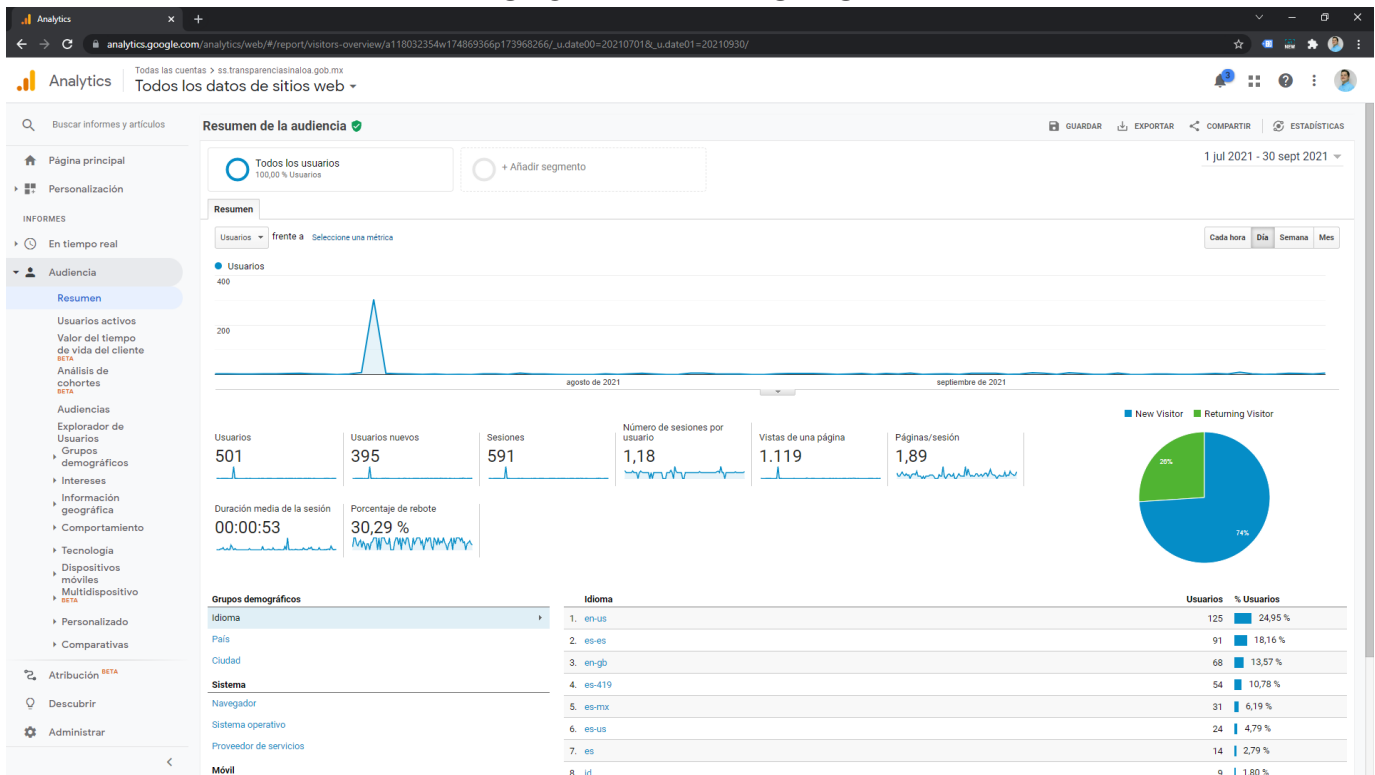 Analytics
analytics.google.com/analytics/web/#/report/visitors-overview/a118032354w174869366p173968266/_u.date00=20210701&_u.date01=20210930/
NEW
Analytics
Todas las cuentas > ss.transparenciasinaloa.gob.mx
Todos los datos de sitios web
3
Buscar informes y artículos
Página principal
Personalización
INFORMES
En tiempo real
Audiencia
Resumen
Usuarios activos
Valor del tiempo
de vida del cliente
BETA
Análisis de
cohortes
BETA
Audiencias
Explorador de
Usuarios
Grupos
demográficos
Intereses
Información
geográfica
Comportamiento
Tecnología
Dispositivos
móviles
Multidispositivo
BETA
Personalizado
Comparativas
Atribución BETA
Descubrir
Administrar
Resumen de la audiencia
GUARDAR
EXPORTAR
COMPARTIR
ESTADÍSTICAS
Todos los usuarios
100,00 % Usuarios
+ Añadir segmento
1 jul 2021 - 30 sept 2021
Resumen
Usuarios frente a Seleccione una métrica
Cada hora Día Semana Mes
Usuarios
400
200
agosto de 2021
septiembre de 2021
New Visitor Returning Visitor
26%
74%
Usuarios
501
Usuarios nuevos
395
Sesiones
591
Número de sesiones por
usuario
1,18
Vistas de una página
1.119
Páginas/sesión
1,89
Duración media de la sesión
00:00:53
Porcentaje de rebote
30,29 %
Grupos demográficos
Idioma
País
Ciudad
Sistema
Navegador
Sistema operativo
Proveedor de servicios
Móvil
Idioma Usuarios % Usuarios
1. en-us 125 24,95 %
2. es-es 91 18,16 %
3. en-gb 68 13,57 %
4. es-419 54 10,78 %
5. es-mx 31 6,19 %
6. es-us 24 4,79 %
7. es 14 2,79 %
8. id 9 1,80 %